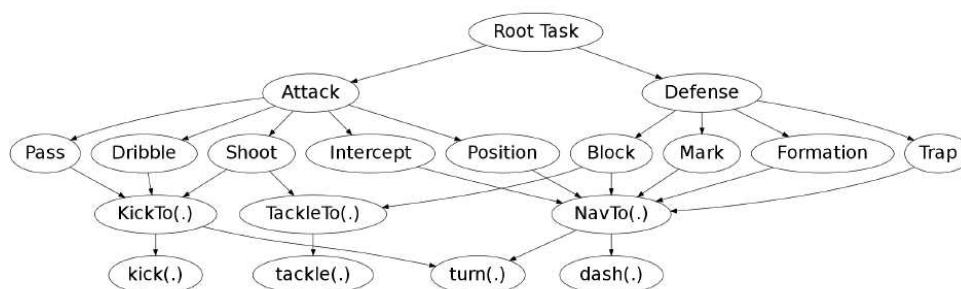 Root Task
Attack Defense
Pass Dribble Shoot Intercept Position Block Mark Formation Trap
KickTo(.) TackleTo(.) NavTo(.)
kick(.) tackle(.) turn(.) dash(.)